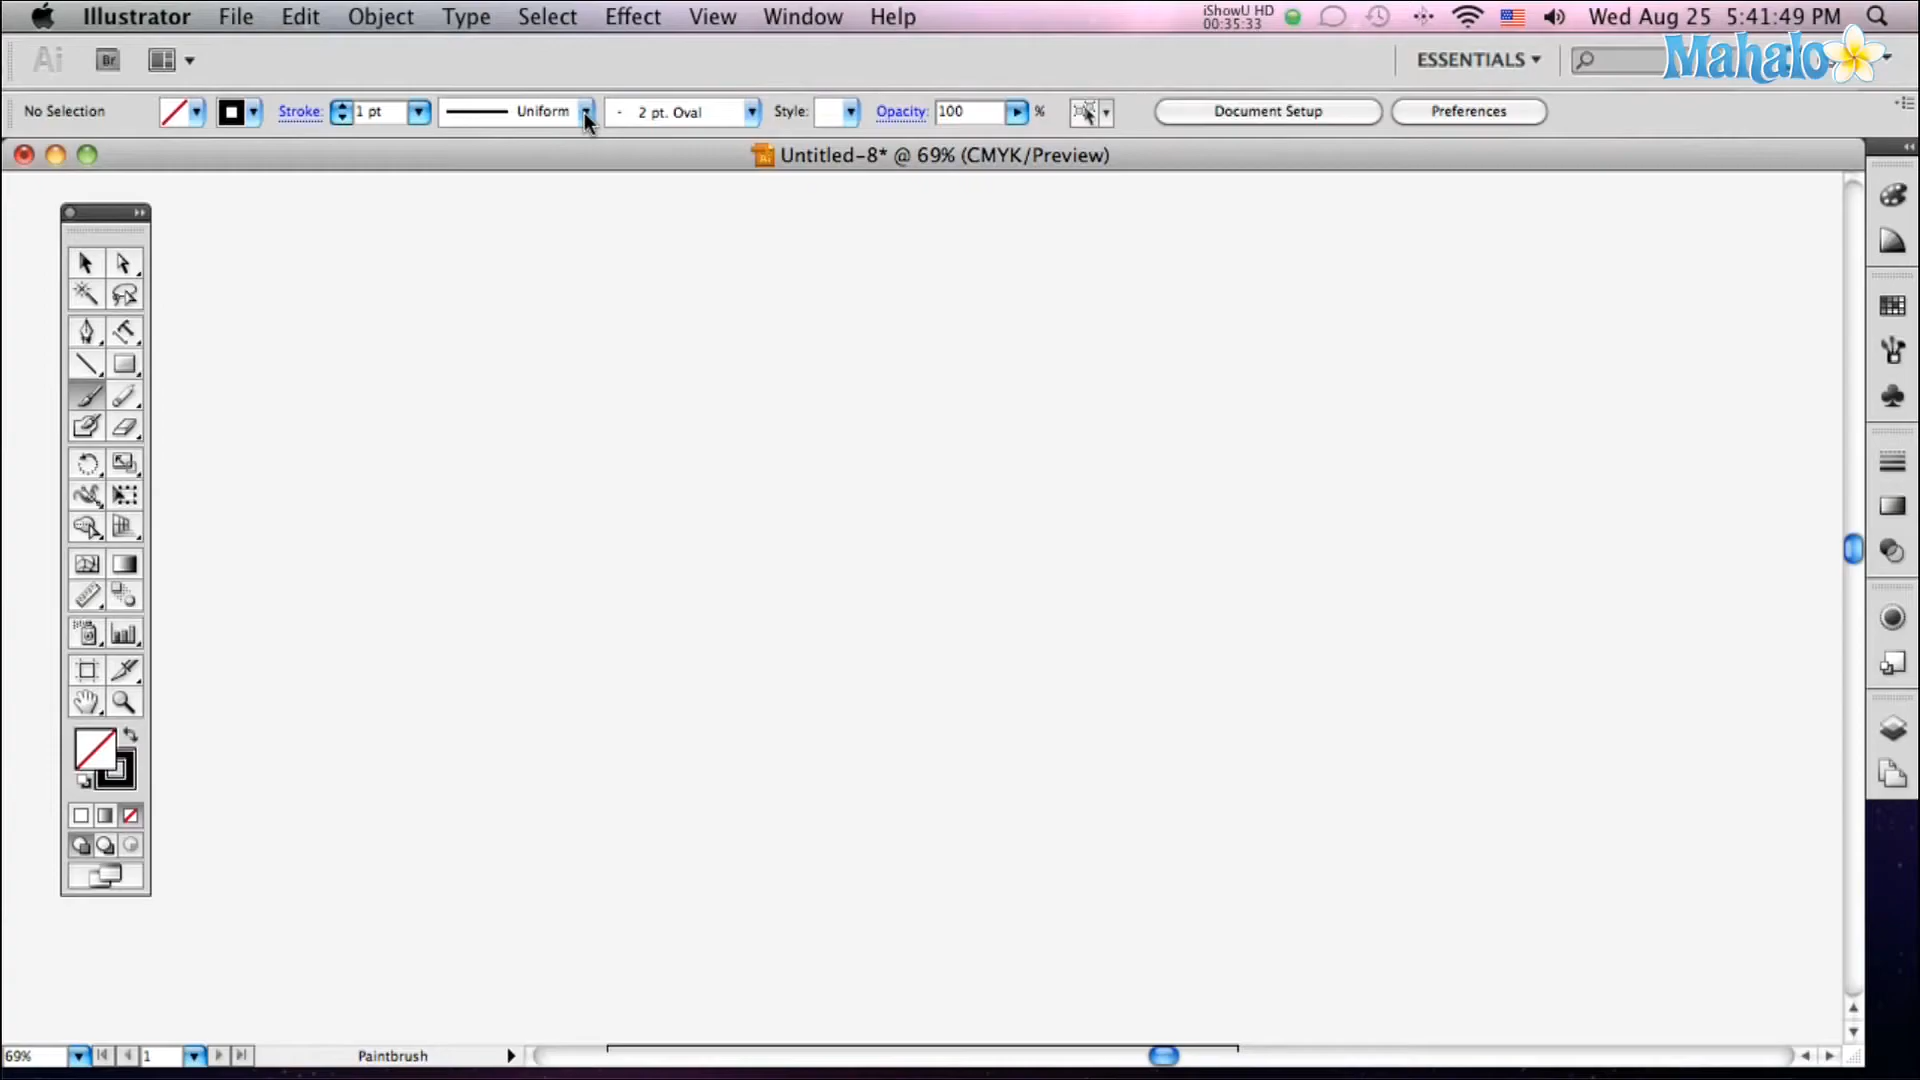 Illustrator File Edit Object Type Select Effect View Window Help iShowU HD 00:35:33 Wed Aug 25 5:41:49 PM
Ai Br ESSENTIALS Mahalo
No Selection Stroke: 1 pt Uniform 2 pt. Oval Style: Opacity: 100 % Document Setup Preferences
Untitled-8* @ 69% (CMYK/Preview)
69% 1 Paintbrush